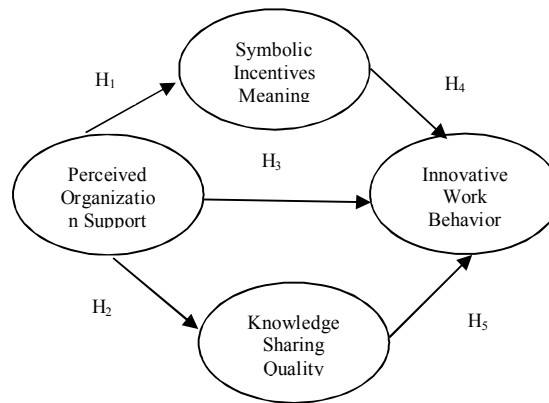 Symbolic
Incentives
Meaning
H1
H4
H3
Perceived
Organizatio
n Support
Innovative
Work
Behavior
H2
H5
Knowledge
Sharing
Quality